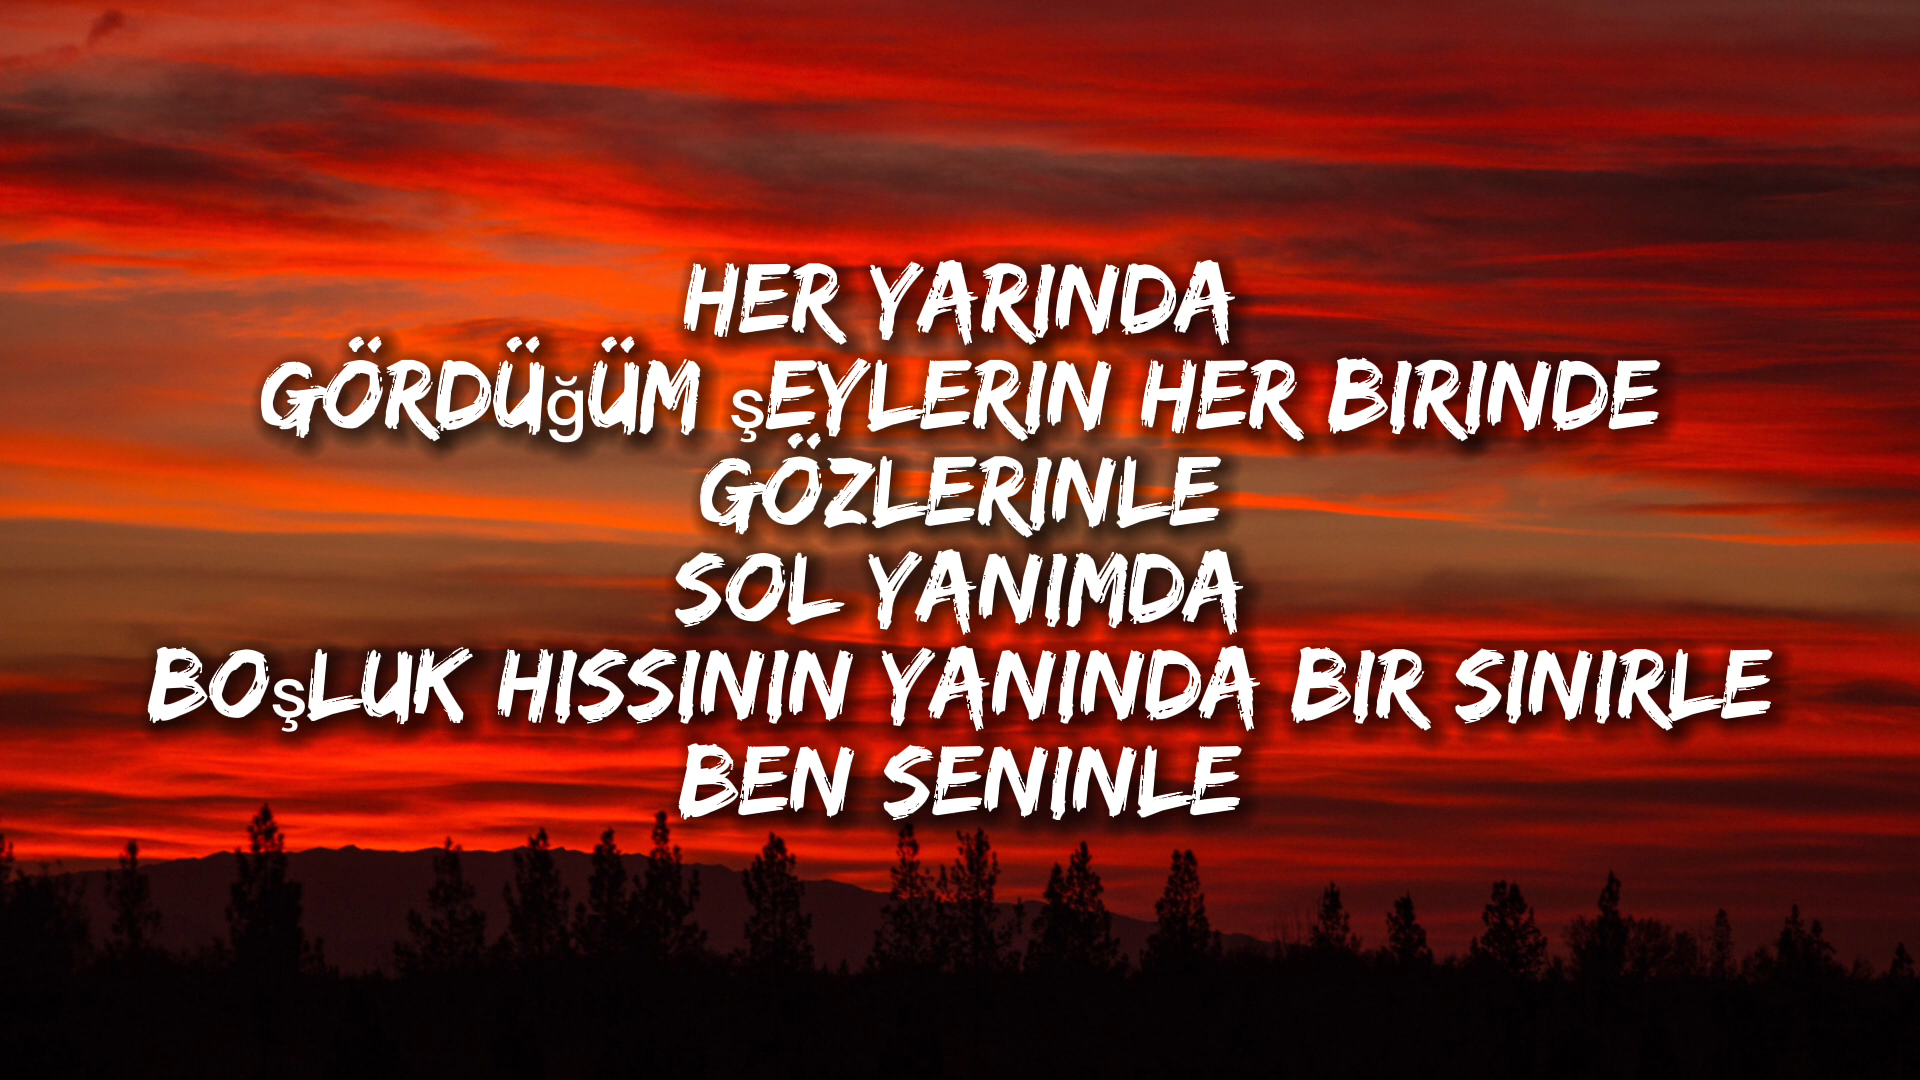 HER YARINDA
GÖRDÜğÜM şEYLERIN HER BIRINDE
GÖZLERINLE
SOL YANIMDA
BOşLUK HISSININ YANINDA BIR SINIRLE
BEN SENINLE